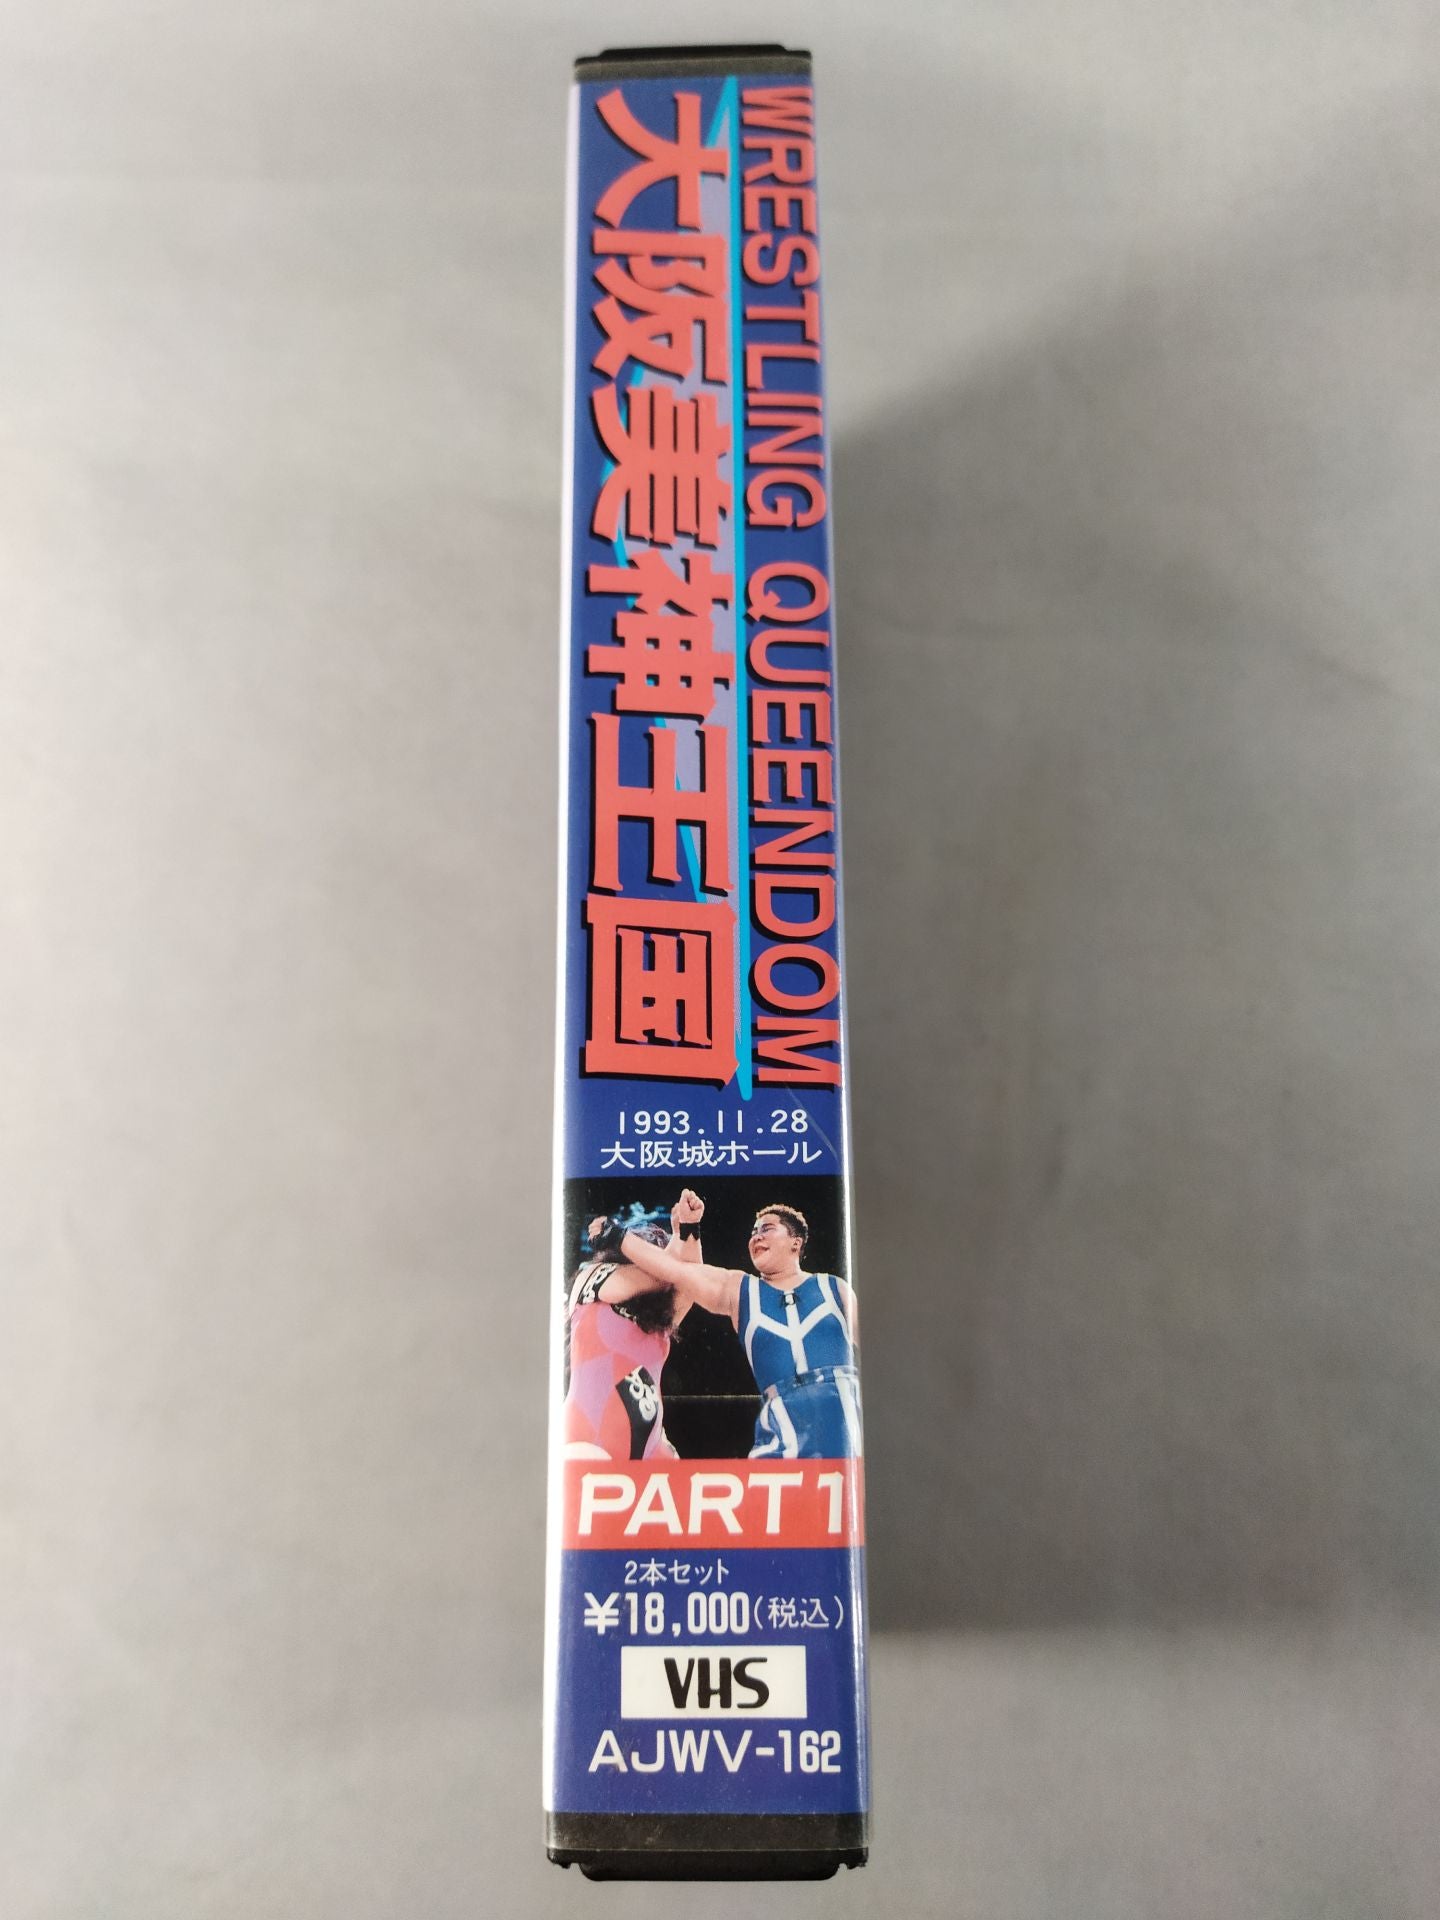 WRESTLING QUEENDOM
大阪美神王国
1993.11.28
大阪城ホール
PART 1
2本セット
¥18,000(税込)
VHS
AJWV-162